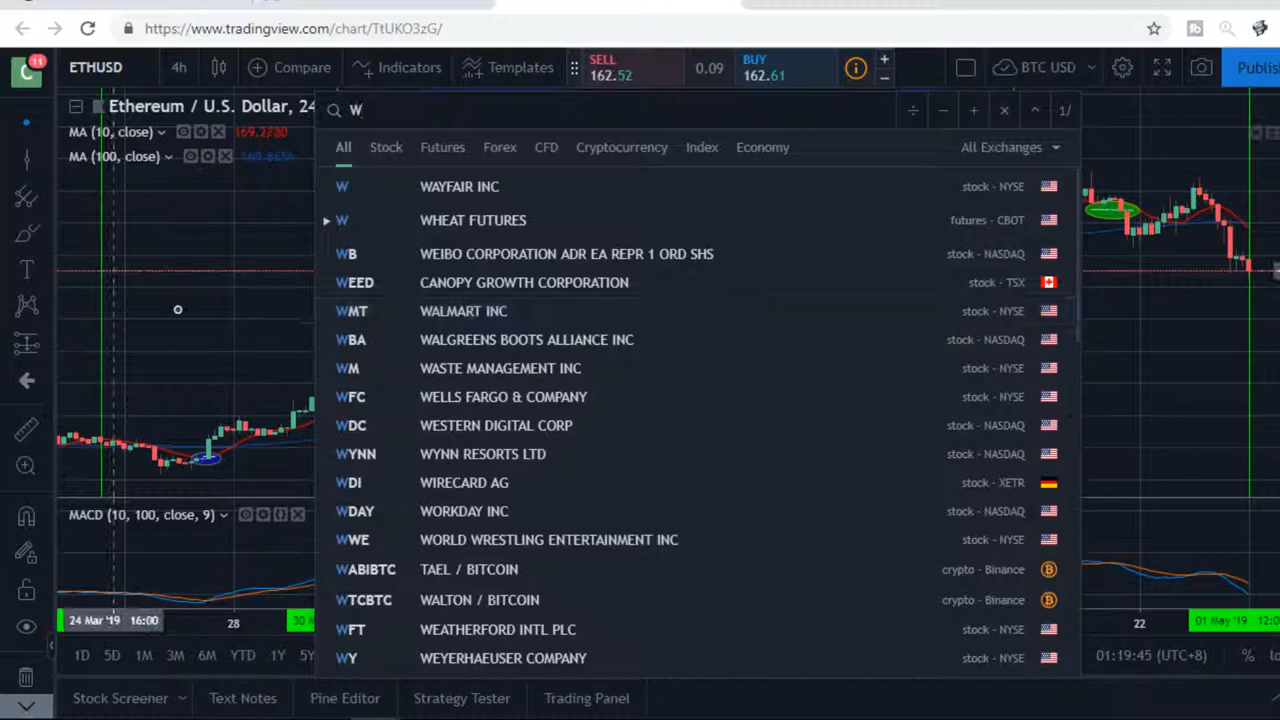 https://www.tradingview.com/chart/TtUKO3zG/
C 11 ETHUSD 4h Compare Indicators Templates SELL 162.52 0.09 BUY 162.61 BTC USD Publis
Ethereum / U.S. Dollar, 24
W
1/
MA (10, close)
MA (100, close)
All Stock Futures Forex CFD Cryptocurrency Index Economy All Exchanges
W WAYFAIR INC stock - NYSE
W WHEAT FUTURES futures - CBOT
WB WEIBO CORPORATION ADR EA REPR 1 ORD SHS stock - NASDAQ
WEED CANOPY GROWTH CORPORATION stock - TSX
WMT WALMART INC stock - NYSE
WBA WALGREENS BOOTS ALLIANCE INC stock - NASDAQ
WM WASTE MANAGEMENT INC stock - NYSE
WFC WELLS FARGO & COMPANY stock - NYSE
WDC WESTERN DIGITAL CORP stock - NASDAQ
WYNN WYNN RESORTS LTD stock - NASDAQ
WDI WIRECARD AG stock - XETR
WDAY WORKDAY INC stock - NASDAQ
WWE WORLD WRESTLING ENTERTAINMENT INC stock - NYSE
WABIBTC TAEL / BITCOIN crypto - Binance
WTCBTC WALTON / BITCOIN crypto - Binance
WFT WEATHERFORD INTL PLC stock - NYSE
WY WEYERHAEUSER COMPANY stock - NYSE
MACD (10, 100, close, 9)
24 Mar '19 16:00 28 30 M 22 01 May '19 12:0
1D 5D 1M 3M 6M YTD 1Y 5Y 01:19:45 (UTC+8) % lo
Stock Screener Text Notes Pine Editor Strategy Tester Trading Panel